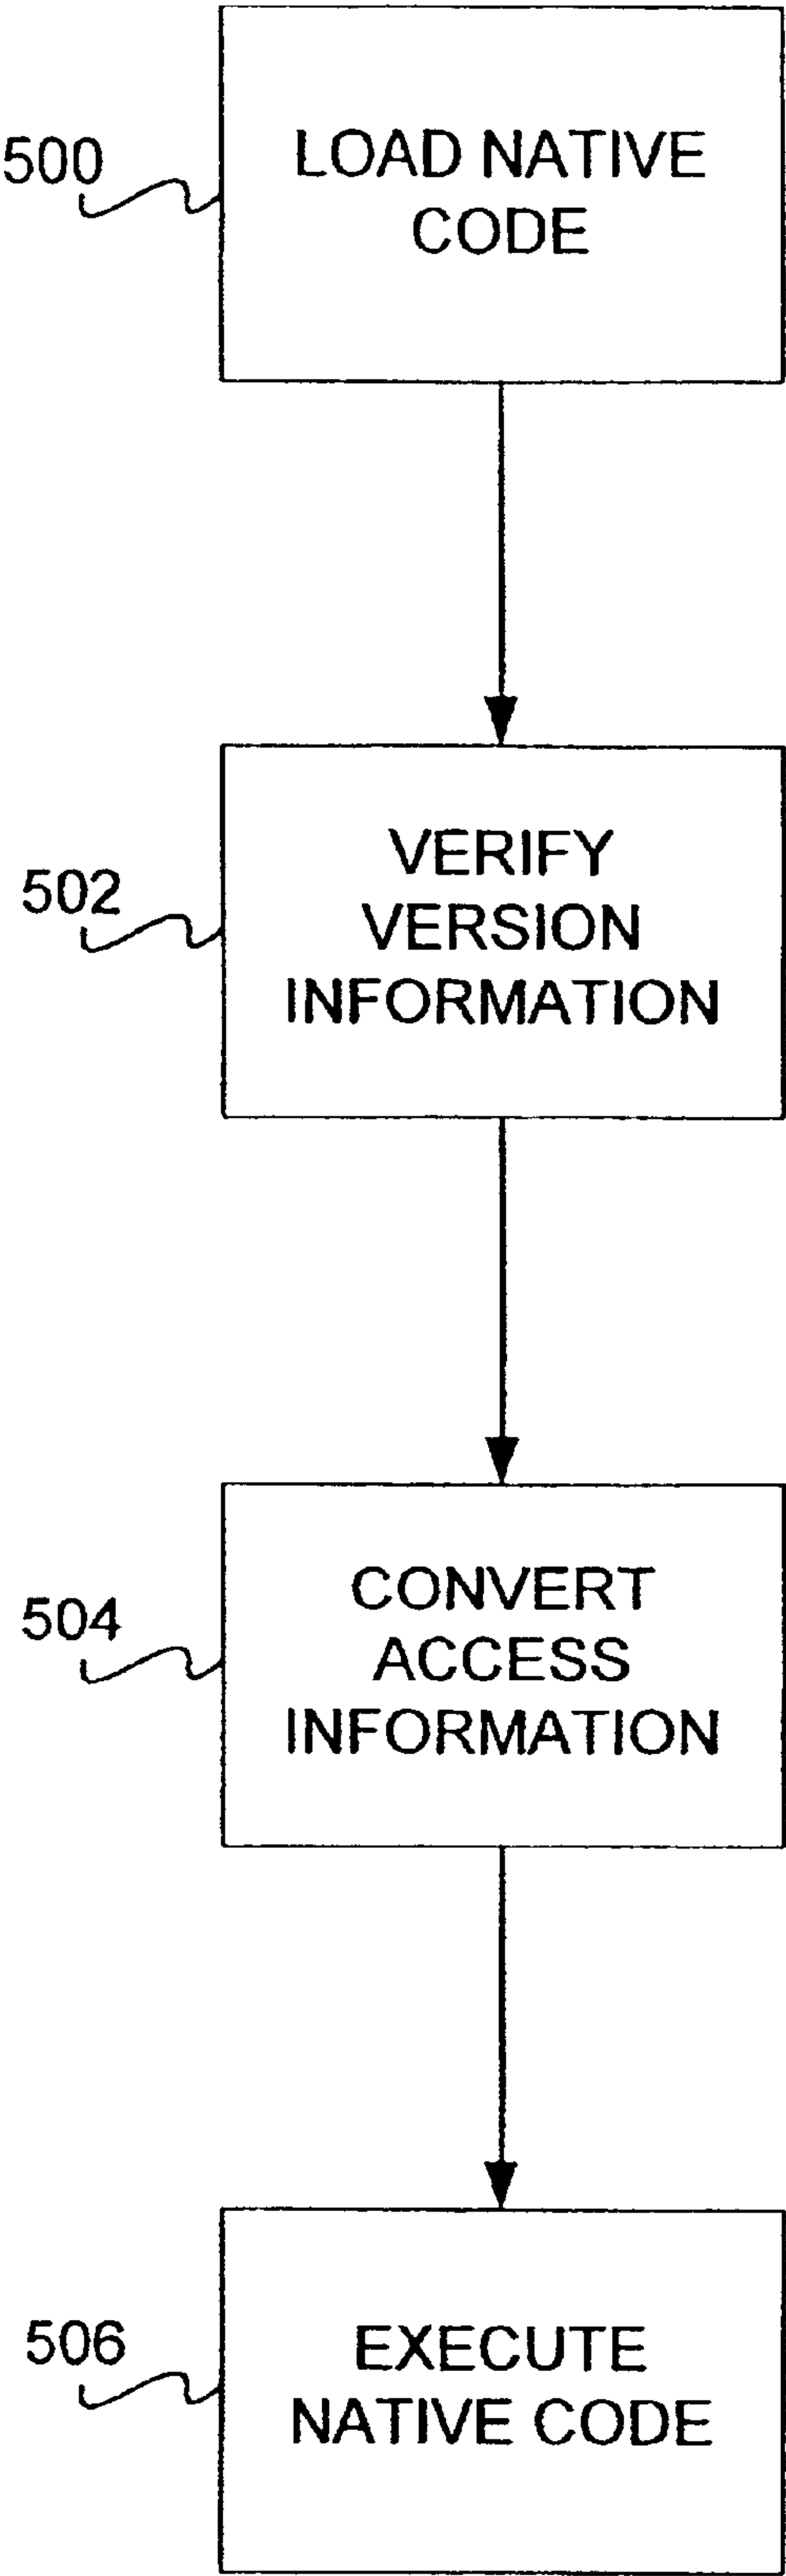 500
LOAD NATIVE
CODE
502
VERIFY
VERSION
INFORMATION
504
CONVERT
ACCESS
INFORMATION
506
EXECUTE
NATIVE CODE